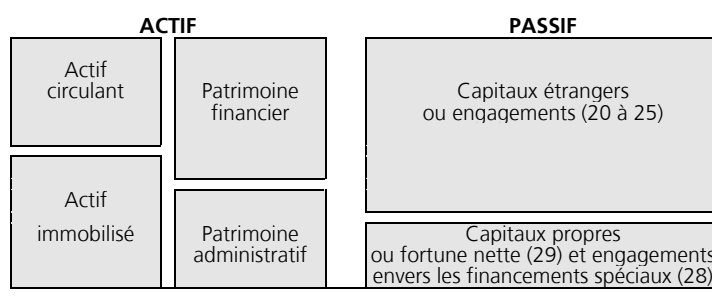 ACTIF
PASSIF
Actif
circulant
Patrimoine
financier
Capitaux étrangers
ou engagements (20 à 25)
Actif
immobilisé
Patrimoine
administratif
Capitaux propres
ou fortune nette (29) et engagements
envers les financements spéciaux (28)